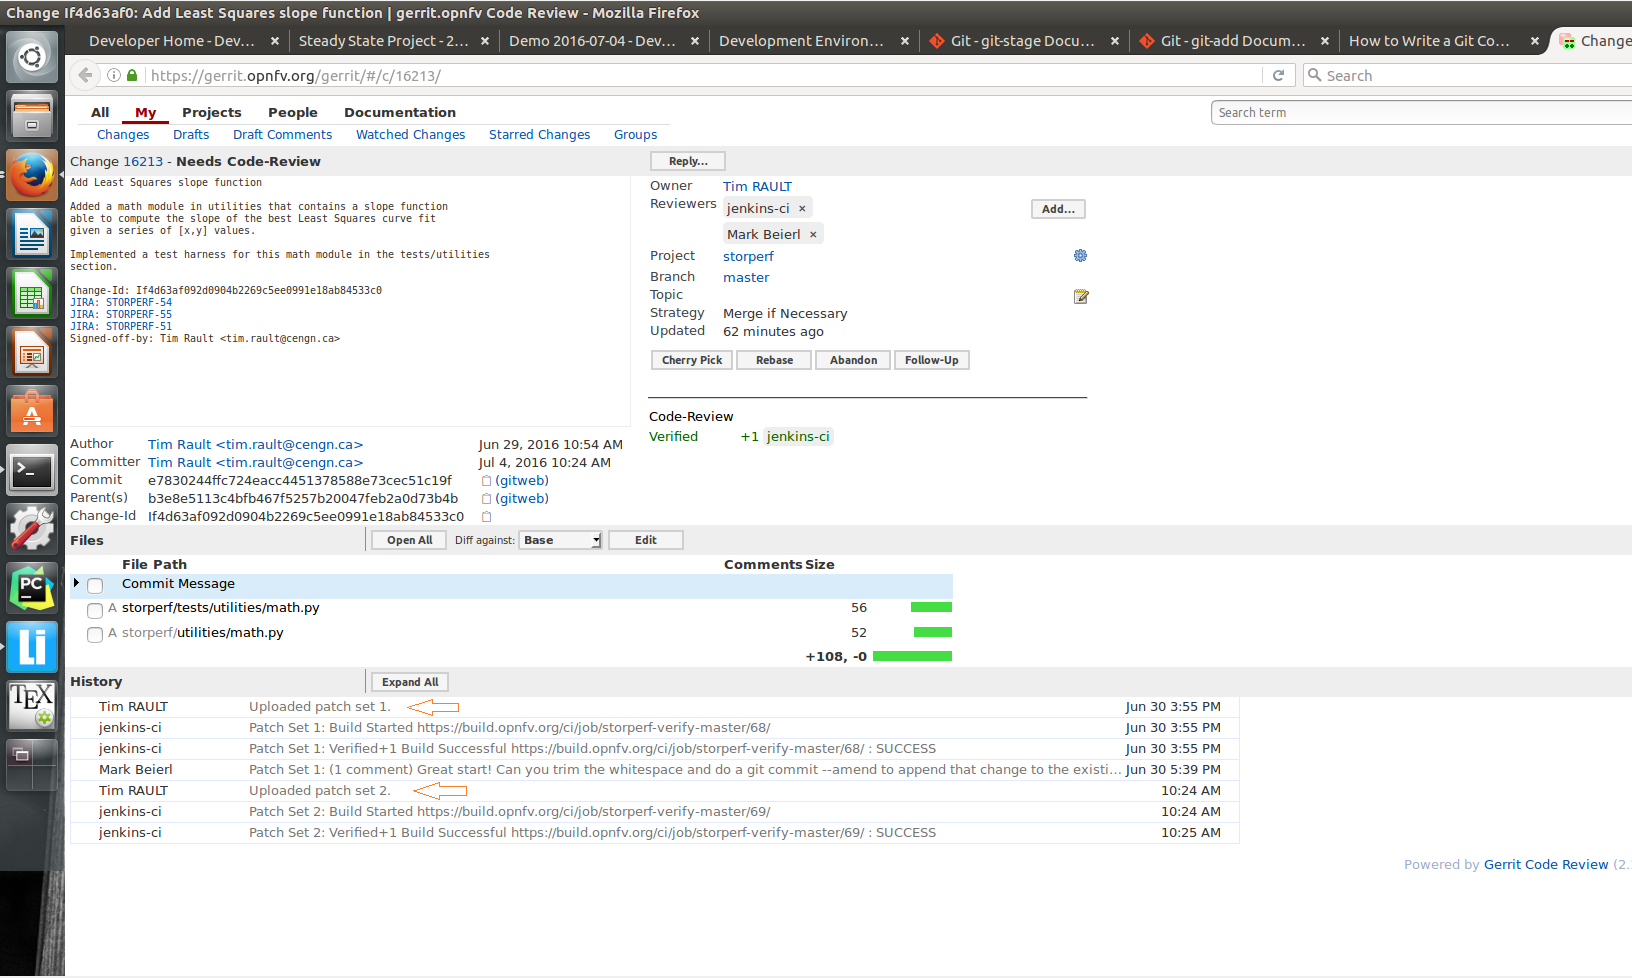 Change If4d63af0: Add Least Squares slope function | gerrit.opnfv Code Review - Mozilla Firefox
Developer Home - Dev... × Steady State Project - 2... × Demo 2016-07-04 - Dev... × Development Environ... × Git - git-stage Docu... × Git - git-add Docum... × How to Write a Git Co... × Change
https://gerrit.opnfv.org/gerrit/#/c/16213/ Search
All My Projects People Documentation Search term
Changes Drafts Draft Comments Watched Changes Starred Changes Groups
Change 16213 - Needs Code-Review Reply...
Add Least Squares slope function
Added a math module in utilities that contains a slope function
able to compute the slope of the best Least Squares curve fit
given a series of [x,y] values.
Implemented a test harness for this math module in the tests/utilities
section.
Change-Id: If4d63af092d0904b2269c5ee0991e18ab84533c0
JIRA: STORPERF-54
JIRA: STORPERF-55
JIRA: STORPERF-51
Signed-off-by: Tim Rault <tim.rault@cengn.ca>
Owner Tim RAULT
Reviewers jenkins-ci × Add...
Mark Beierl ×
Project storperf
Branch master
Topic
Strategy Merge if Necessary
Updated 62 minutes ago
Cherry Pick Rebase Abandon Follow-Up
Code-Review
Verified +1 jenkins-ci
Author Tim Rault <tim.rault@cengn.ca> Jun 29, 2016 10:54 AM
Committer Tim Rault <tim.rault@cengn.ca> Jul 4, 2016 10:24 AM
Commit e7830244ffc724eacc4451378588e73cec51c19f (gitweb)
Parent(s) b3e8e5113c4bfb467f5257b20047feb2a0d73b4b (gitweb)
Change-Id If4d63af092d0904b2269c5ee0991e18ab84533c0
Files Open All Diff against: Base Edit
File Path Comments Size
Commit Message
A storperf/tests/utilities/math.py 56
A storperf/utilities/math.py 52
+108, -0
History Expand All
Tim RAULT Uploaded patch set 1. Jun 30 3:55 PM
jenkins-ci Patch Set 1: Build Started https://build.opnfv.org/ci/job/storperf-verify-master/68/ Jun 30 3:55 PM
jenkins-ci Patch Set 1: Verified+1 Build Successful https://build.opnfv.org/ci/job/storperf-verify-master/68/ : SUCCESS Jun 30 3:55 PM
Mark Beierl Patch Set 1: (1 comment) Great start! Can you trim the whitespace and do a git commit --amend to append that change to the existi... Jun 30 5:39 PM
Tim RAULT Uploaded patch set 2. 10:24 AM
jenkins-ci Patch Set 2: Build Started https://build.opnfv.org/ci/job/storperf-verify-master/69/ 10:24 AM
jenkins-ci Patch Set 2: Verified+1 Build Successful https://build.opnfv.org/ci/job/storperf-verify-master/69/ : SUCCESS 10:25 AM
Powered by Gerrit Code Review (2.
A
>_
PC
Li
TEX